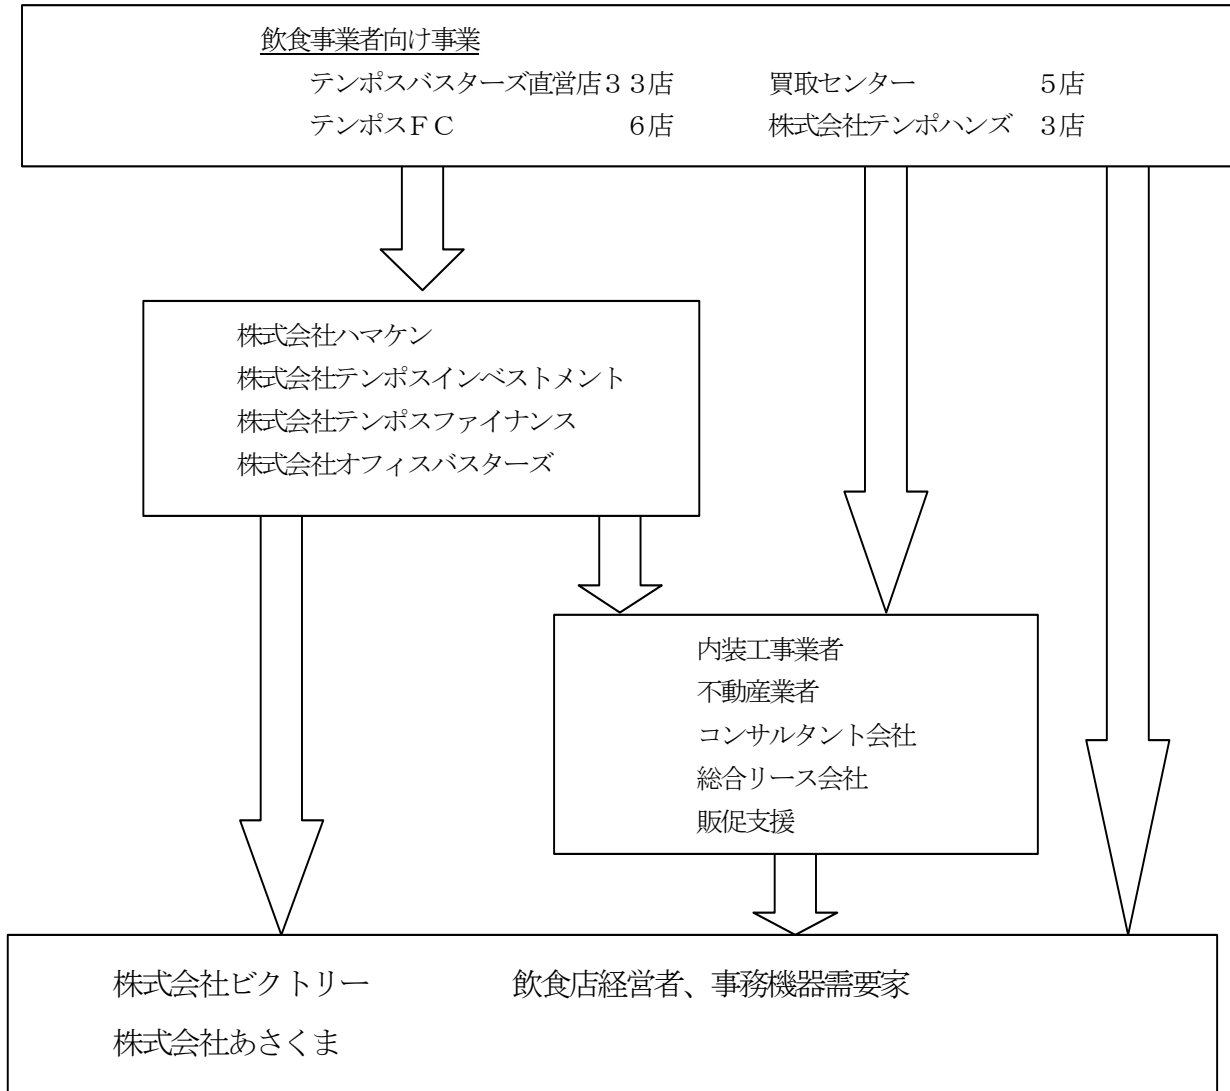 飲食事業者向け事業
テンポスバスターズ直営店３３店 買取センター ５店
テンポスＦＣ ６店 株式会社テンポハンズ ３店
株式会社ハマケン
株式会社テンポスインベストメント
株式会社テンポスファイナンス
株式会社オフィスバスターズ
内装工事業者
不動産業者
コンサルタント会社
総合リース会社
販促支援
株式会社ビクトリー 飲食店経営者、事務機器需要家
株式会社あさくま